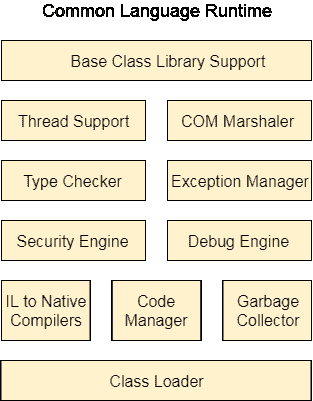 Common Language Runtime
Base Class Library Support
Thread Support
COM Marshaler
Type Checker
Exception Manager
Security Engine
Debug Engine
IL to Native
Compilers
Code
Manager
Garbage
Collector
Class Loader